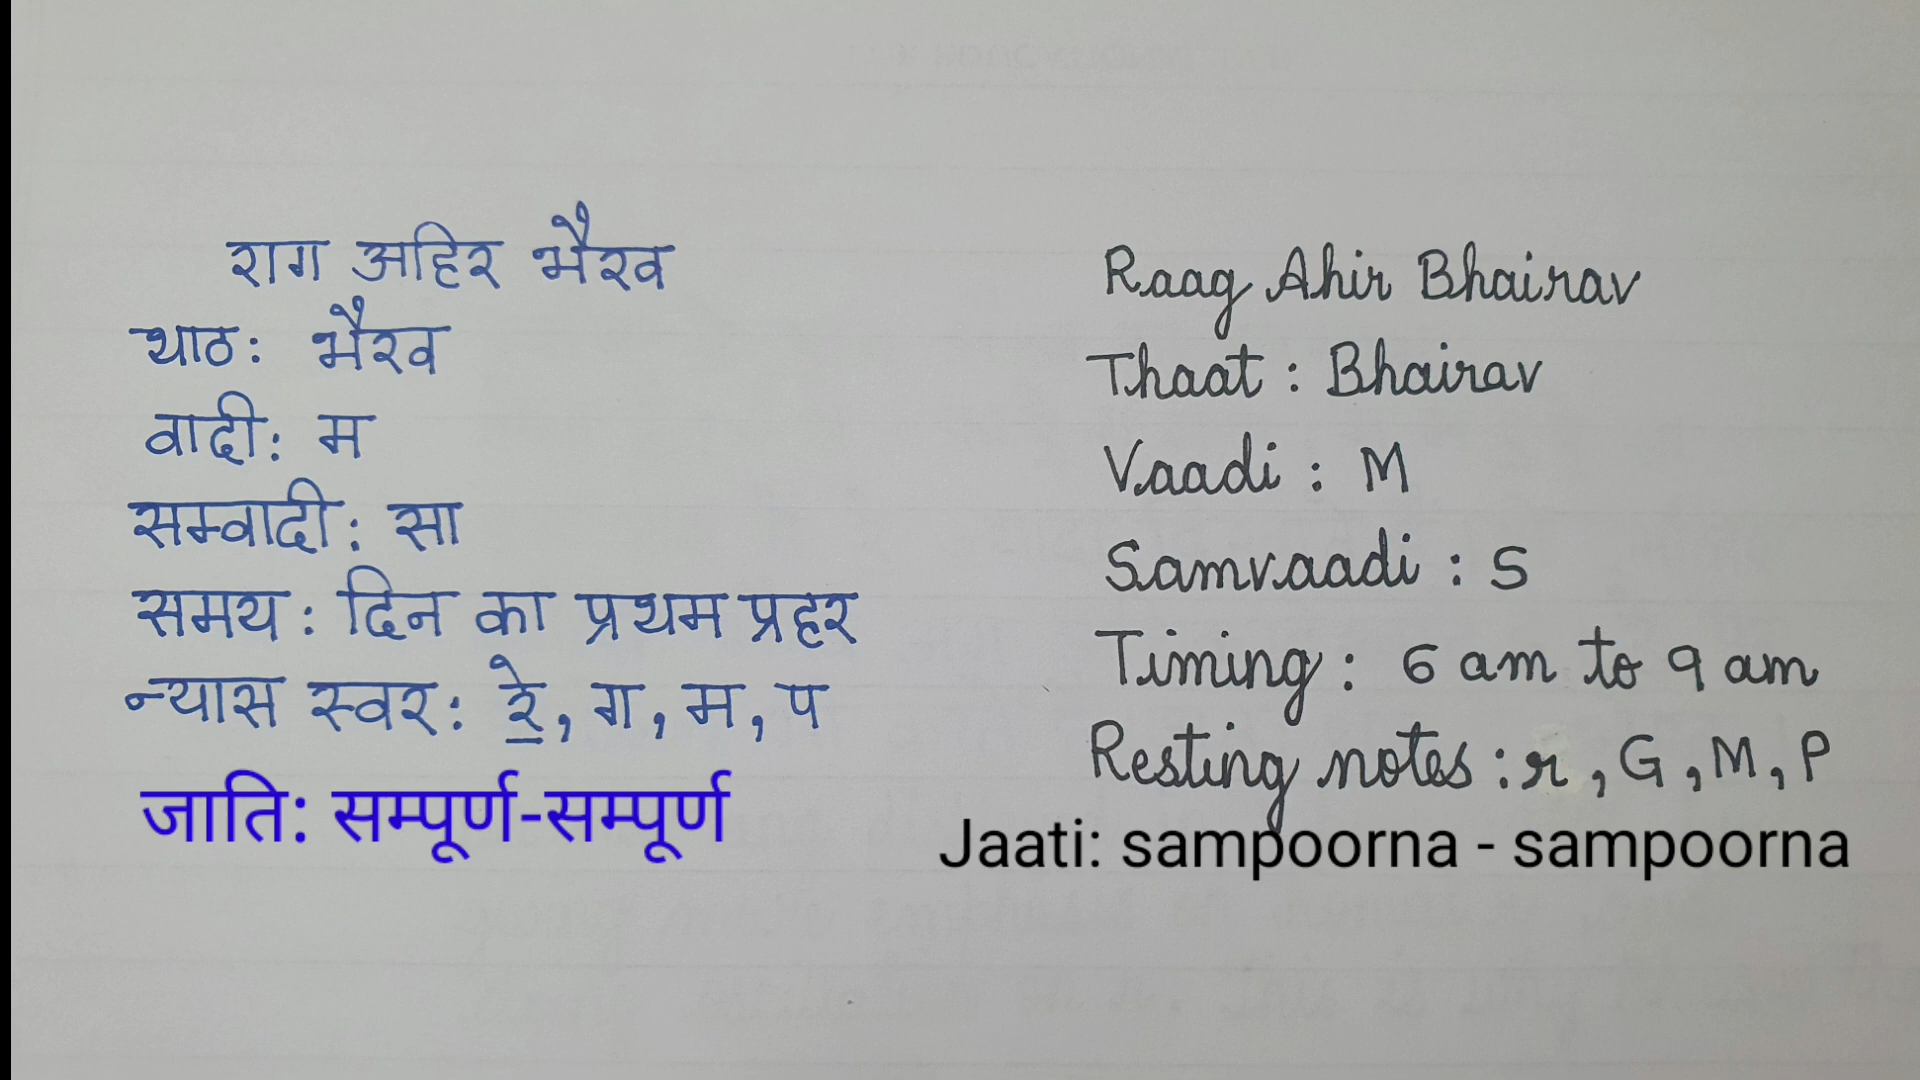 राग अहिर भैरव
थाठ: भैरव
वादी: म
सम्वादी: सा
समय: दिन का प्रथम प्रहर
न्यास स्वर: रे॒, ग, म, प
जाति: सम्पूर्ण-सम्पूर्ण
Raag Ahir Bhairav
Thaat : Bhairav
Vaadi : M
Samvaadi : S
Timing : 6 am to 9 am
Resting notes : r, G, M, P
Jaati: sampoorna - sampoorna